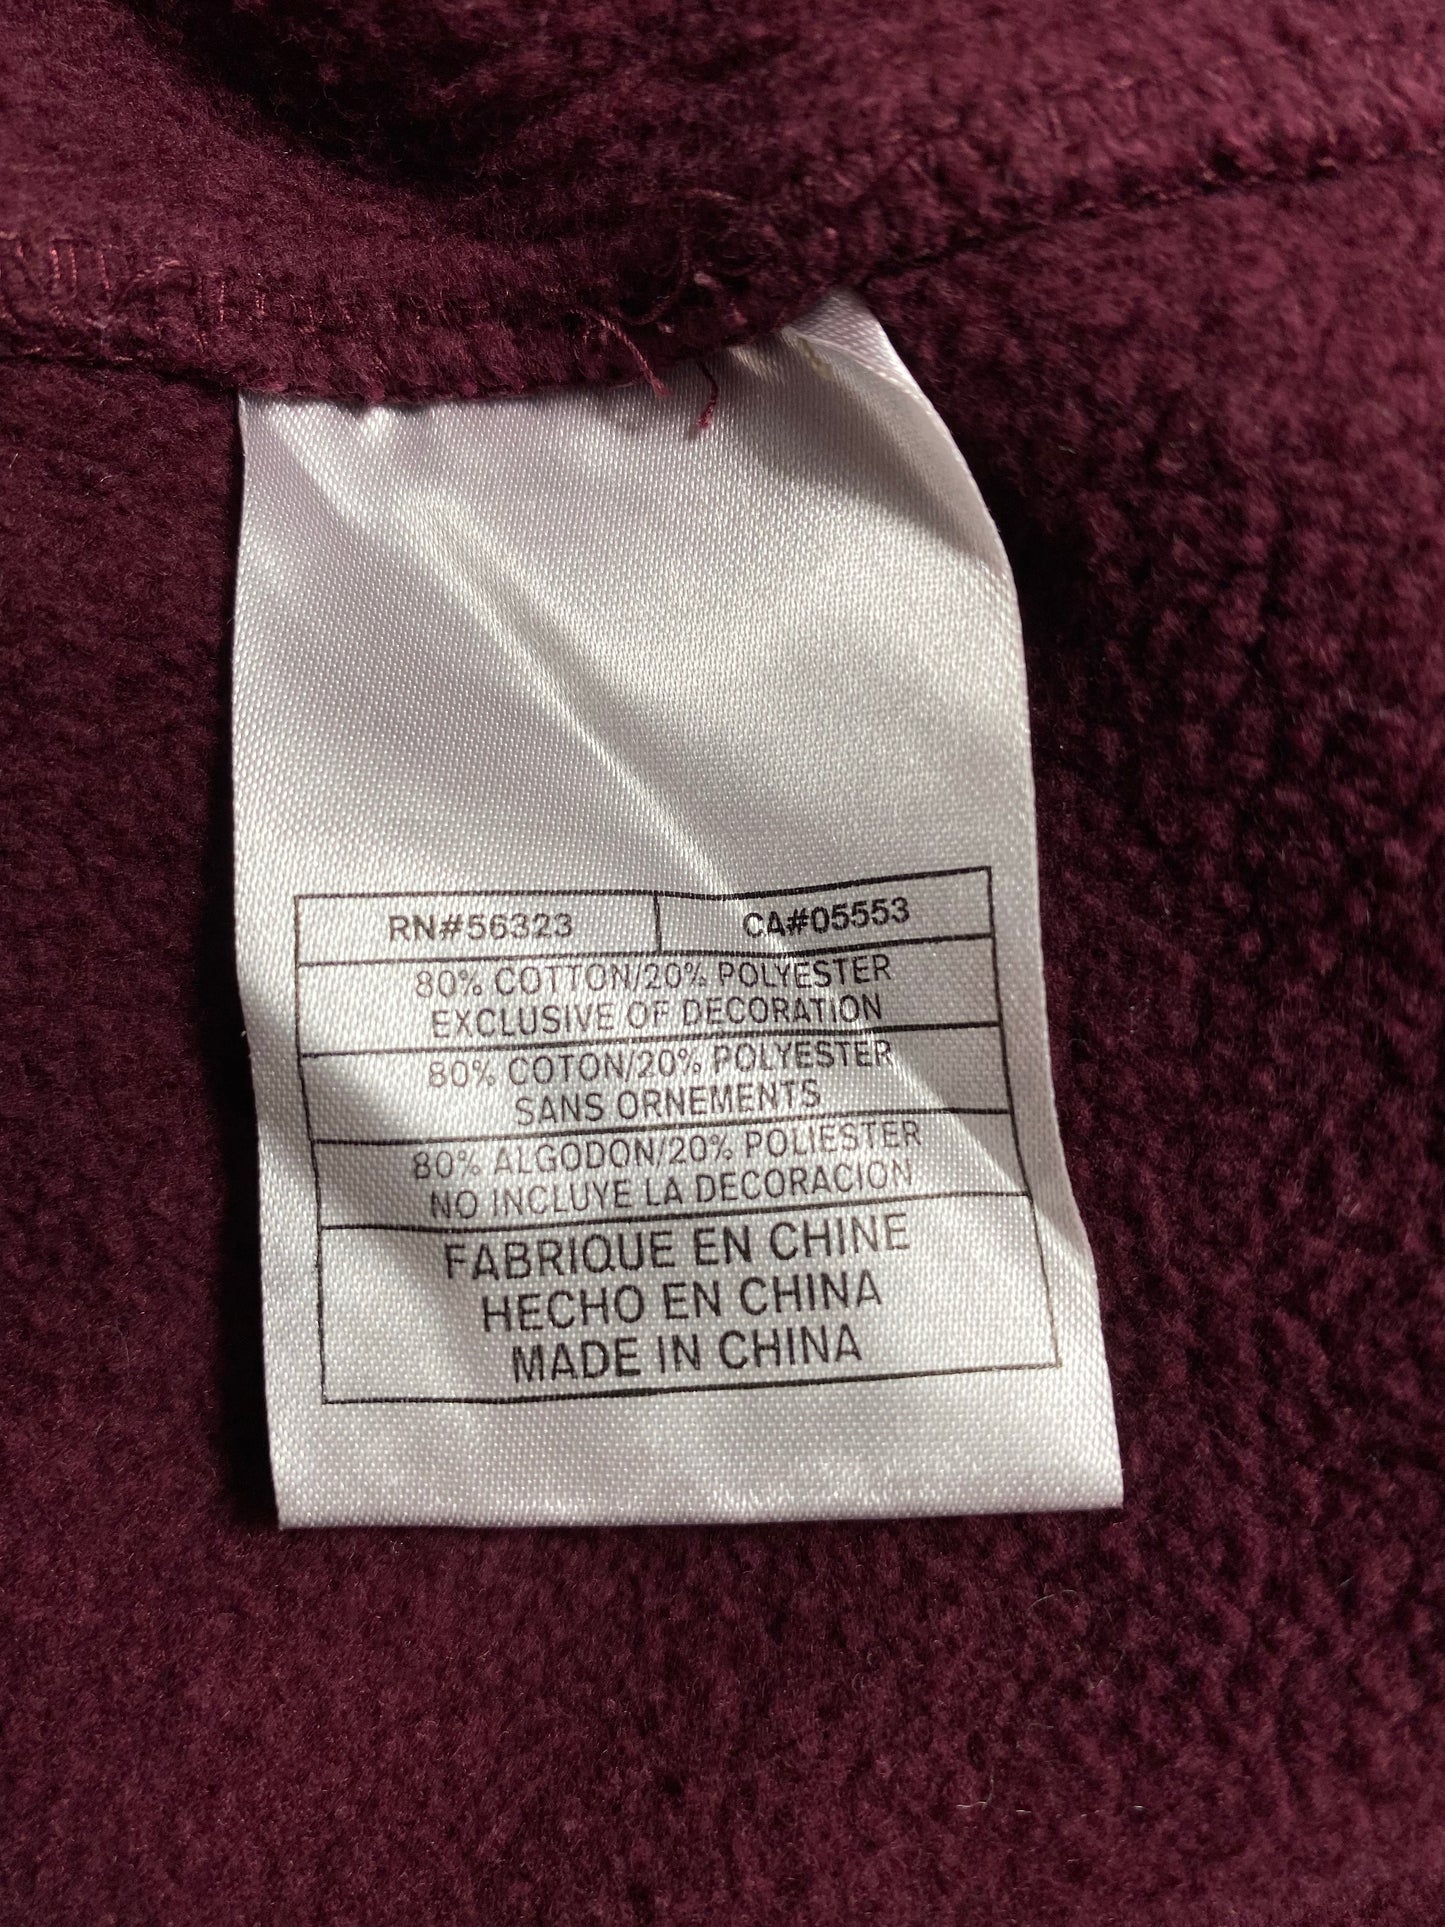 RN#56323 CA#05553
80% COTTON/20% POLYESTER
EXCLUSIVE OF DECORATION
80% COTON/20% POLYESTER
SANS ORNEMENTS
80% ALGODON/20% POLIESTER
NO INCLUYE LA DECORACION
FABRIQUE EN CHINE
HECHO EN CHINA
MADE IN CHINA